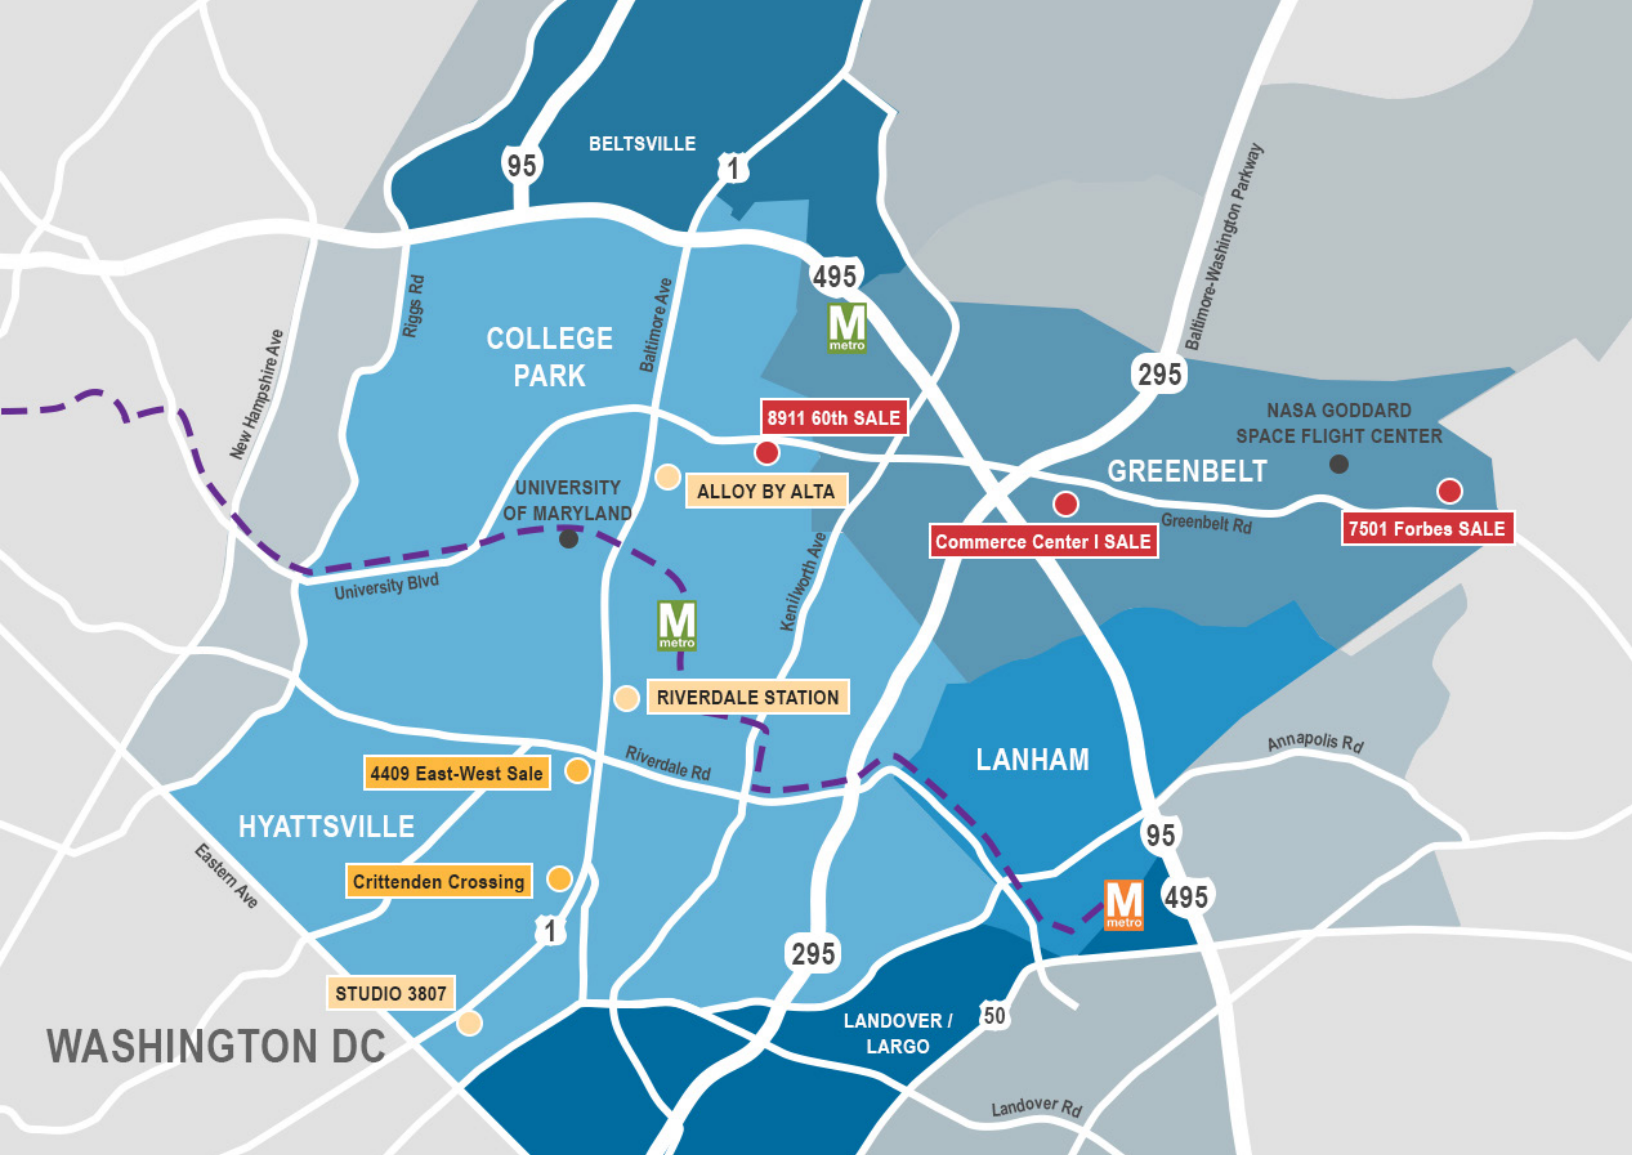 BELTSVILLE
95
1
495
M
metro
Baltimore-Washington Parkway
Riggs Rd
Baltimore Ave
New Hampshire Ave
COLLEGE
PARK
295
8911 60th SALE
NASA GODDARD
SPACE FLIGHT CENTER
GREENBELT
ALLOY BY ALTA
UNIVERSITY
OF MARYLAND
Commerce Center I SALE
Greenbelt Rd
7501 Forbes SALE
University Blvd
Kenilworth Ave
M
metro
RIVERDALE STATION
Riverdale Rd
4409 East-West Sale
LANHAM
Annapolis Rd
HYATTSVILLE
95
Eastern Ave
Crittenden Crossing
M
metro
495
1
295
STUDIO 3807
LANDOVER /
LARGO
50
WASHINGTON DC
Landover Rd